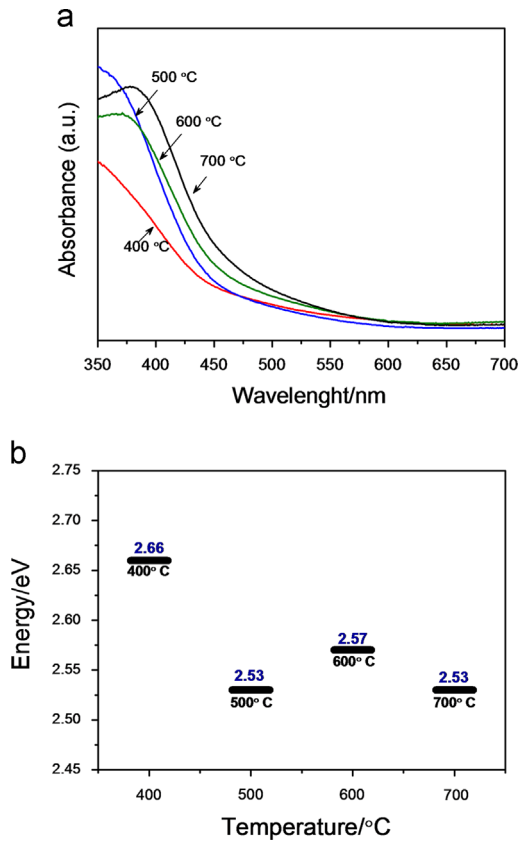 a
Absorbance (a.u.)
500 °C
600 °C
700 °C
400 °C
350 400 450 500 550 600 650 700
Wavelenght/nm
b
2.75
2.70
2.65
2.60
2.55
2.50
2.45
Energy/eV
2.66
400° C
2.53
500° C
2.57
600° C
2.53
700° C
400 500 600 700
Temperature/°C